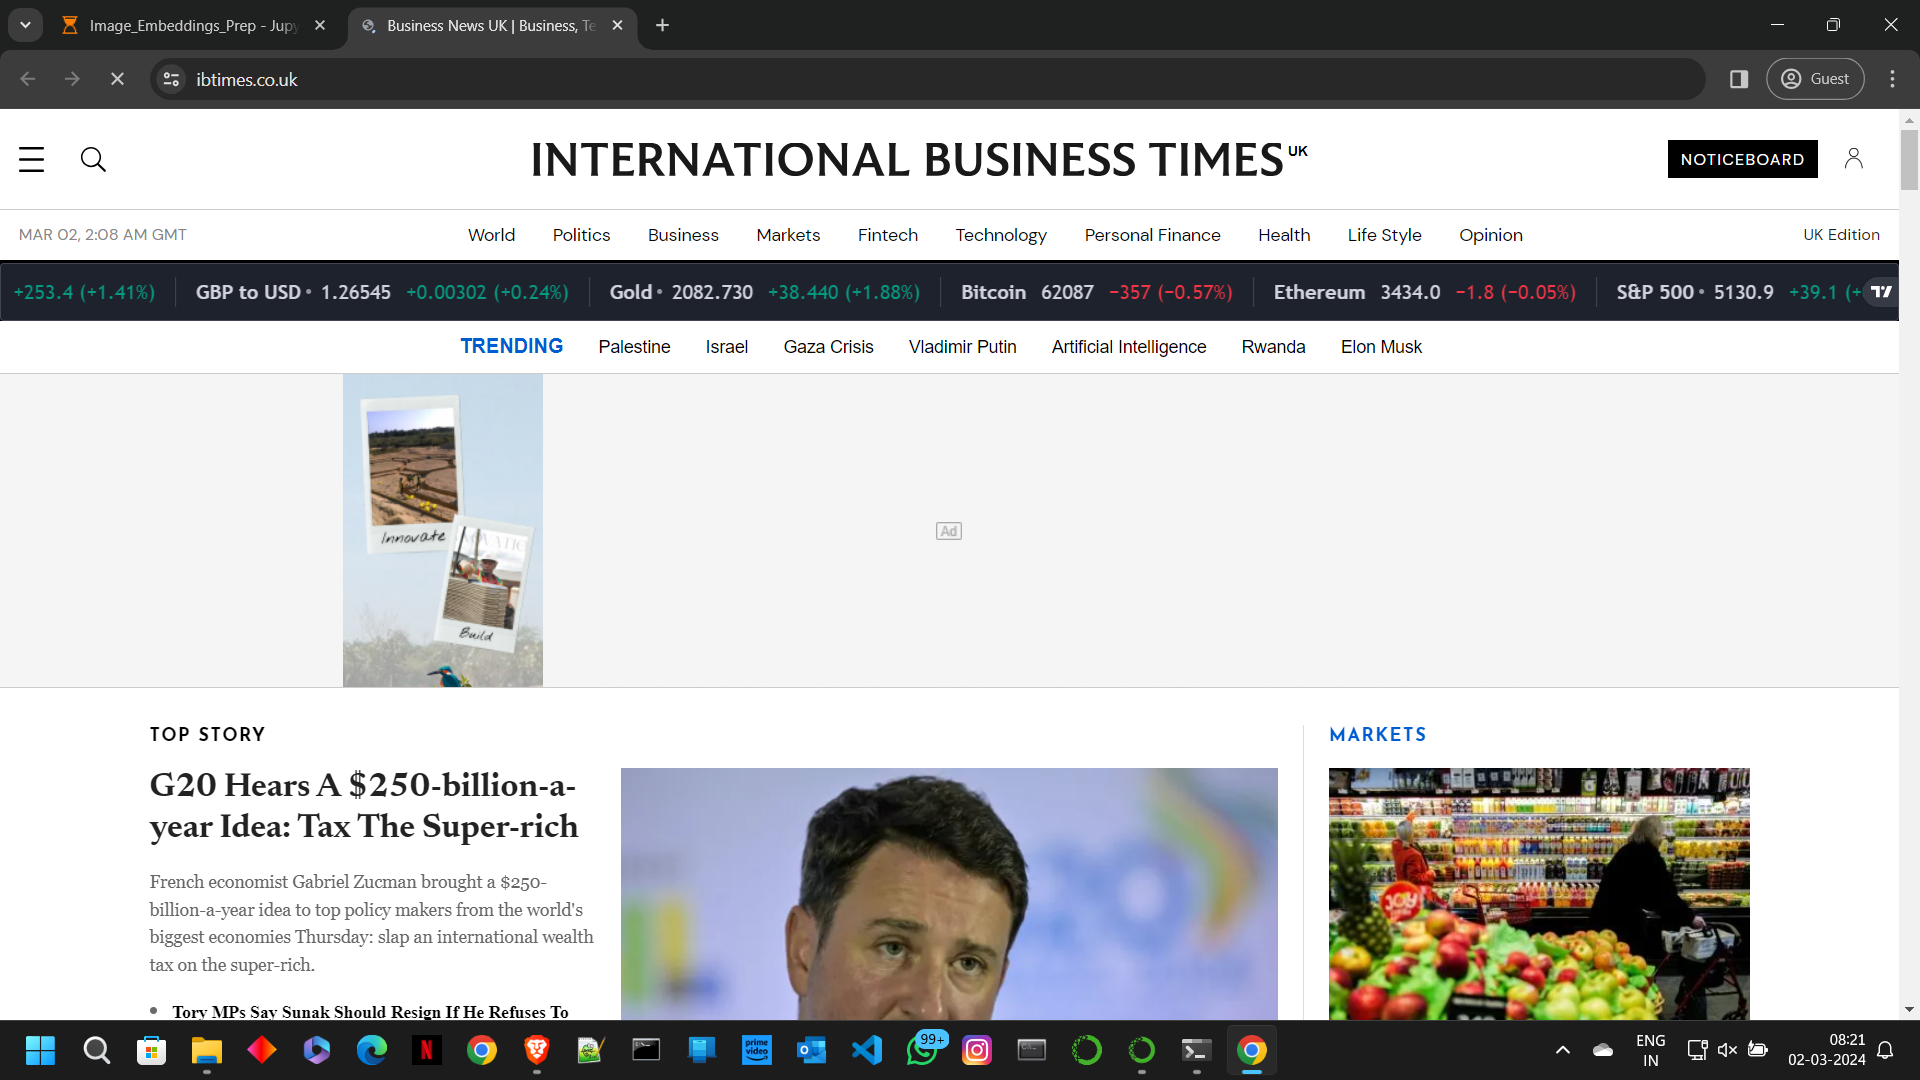 Image_Embeddings_Prep - Jupy
Business News UK | Business, Te
ibtimes.co.uk
Guest
INTERNATIONAL BUSINESS TIMES UK
NOTICEBOARD
MAR 02, 2:08 AM GMT
World Politics Business Markets Fintech Technology Personal Finance Health Life Style Opinion
UK Edition
+253.4 (+1.41%) GBP to USD • 1.26545 +0.00302 (+0.24%) Gold • 2082.730 +38.440 (+1.88%) Bitcoin 62087 −357 (−0.57%) Ethereum 3434.0 −1.8 (−0.05%) S&P 500 • 5130.9 +39.1 (+
TRENDING Palestine Israel Gaza Crisis Vladimir Putin Artificial Intelligence Rwanda Elon Musk
Innovate
Build
Ad
TOP STORY
G20 Hears A $250-billion-a-
year Idea: Tax The Super-rich
French economist Gabriel Zucman brought a $250-
billion-a-year idea to top policy makers from the world's
biggest economies Thursday: slap an international wealth
tax on the super-rich.
• Tory MPs Say Sunak Should Resign If He Refuses To
MARKETS
JOY
prime
video
99+
ENG
IN
08:21
02-03-2024